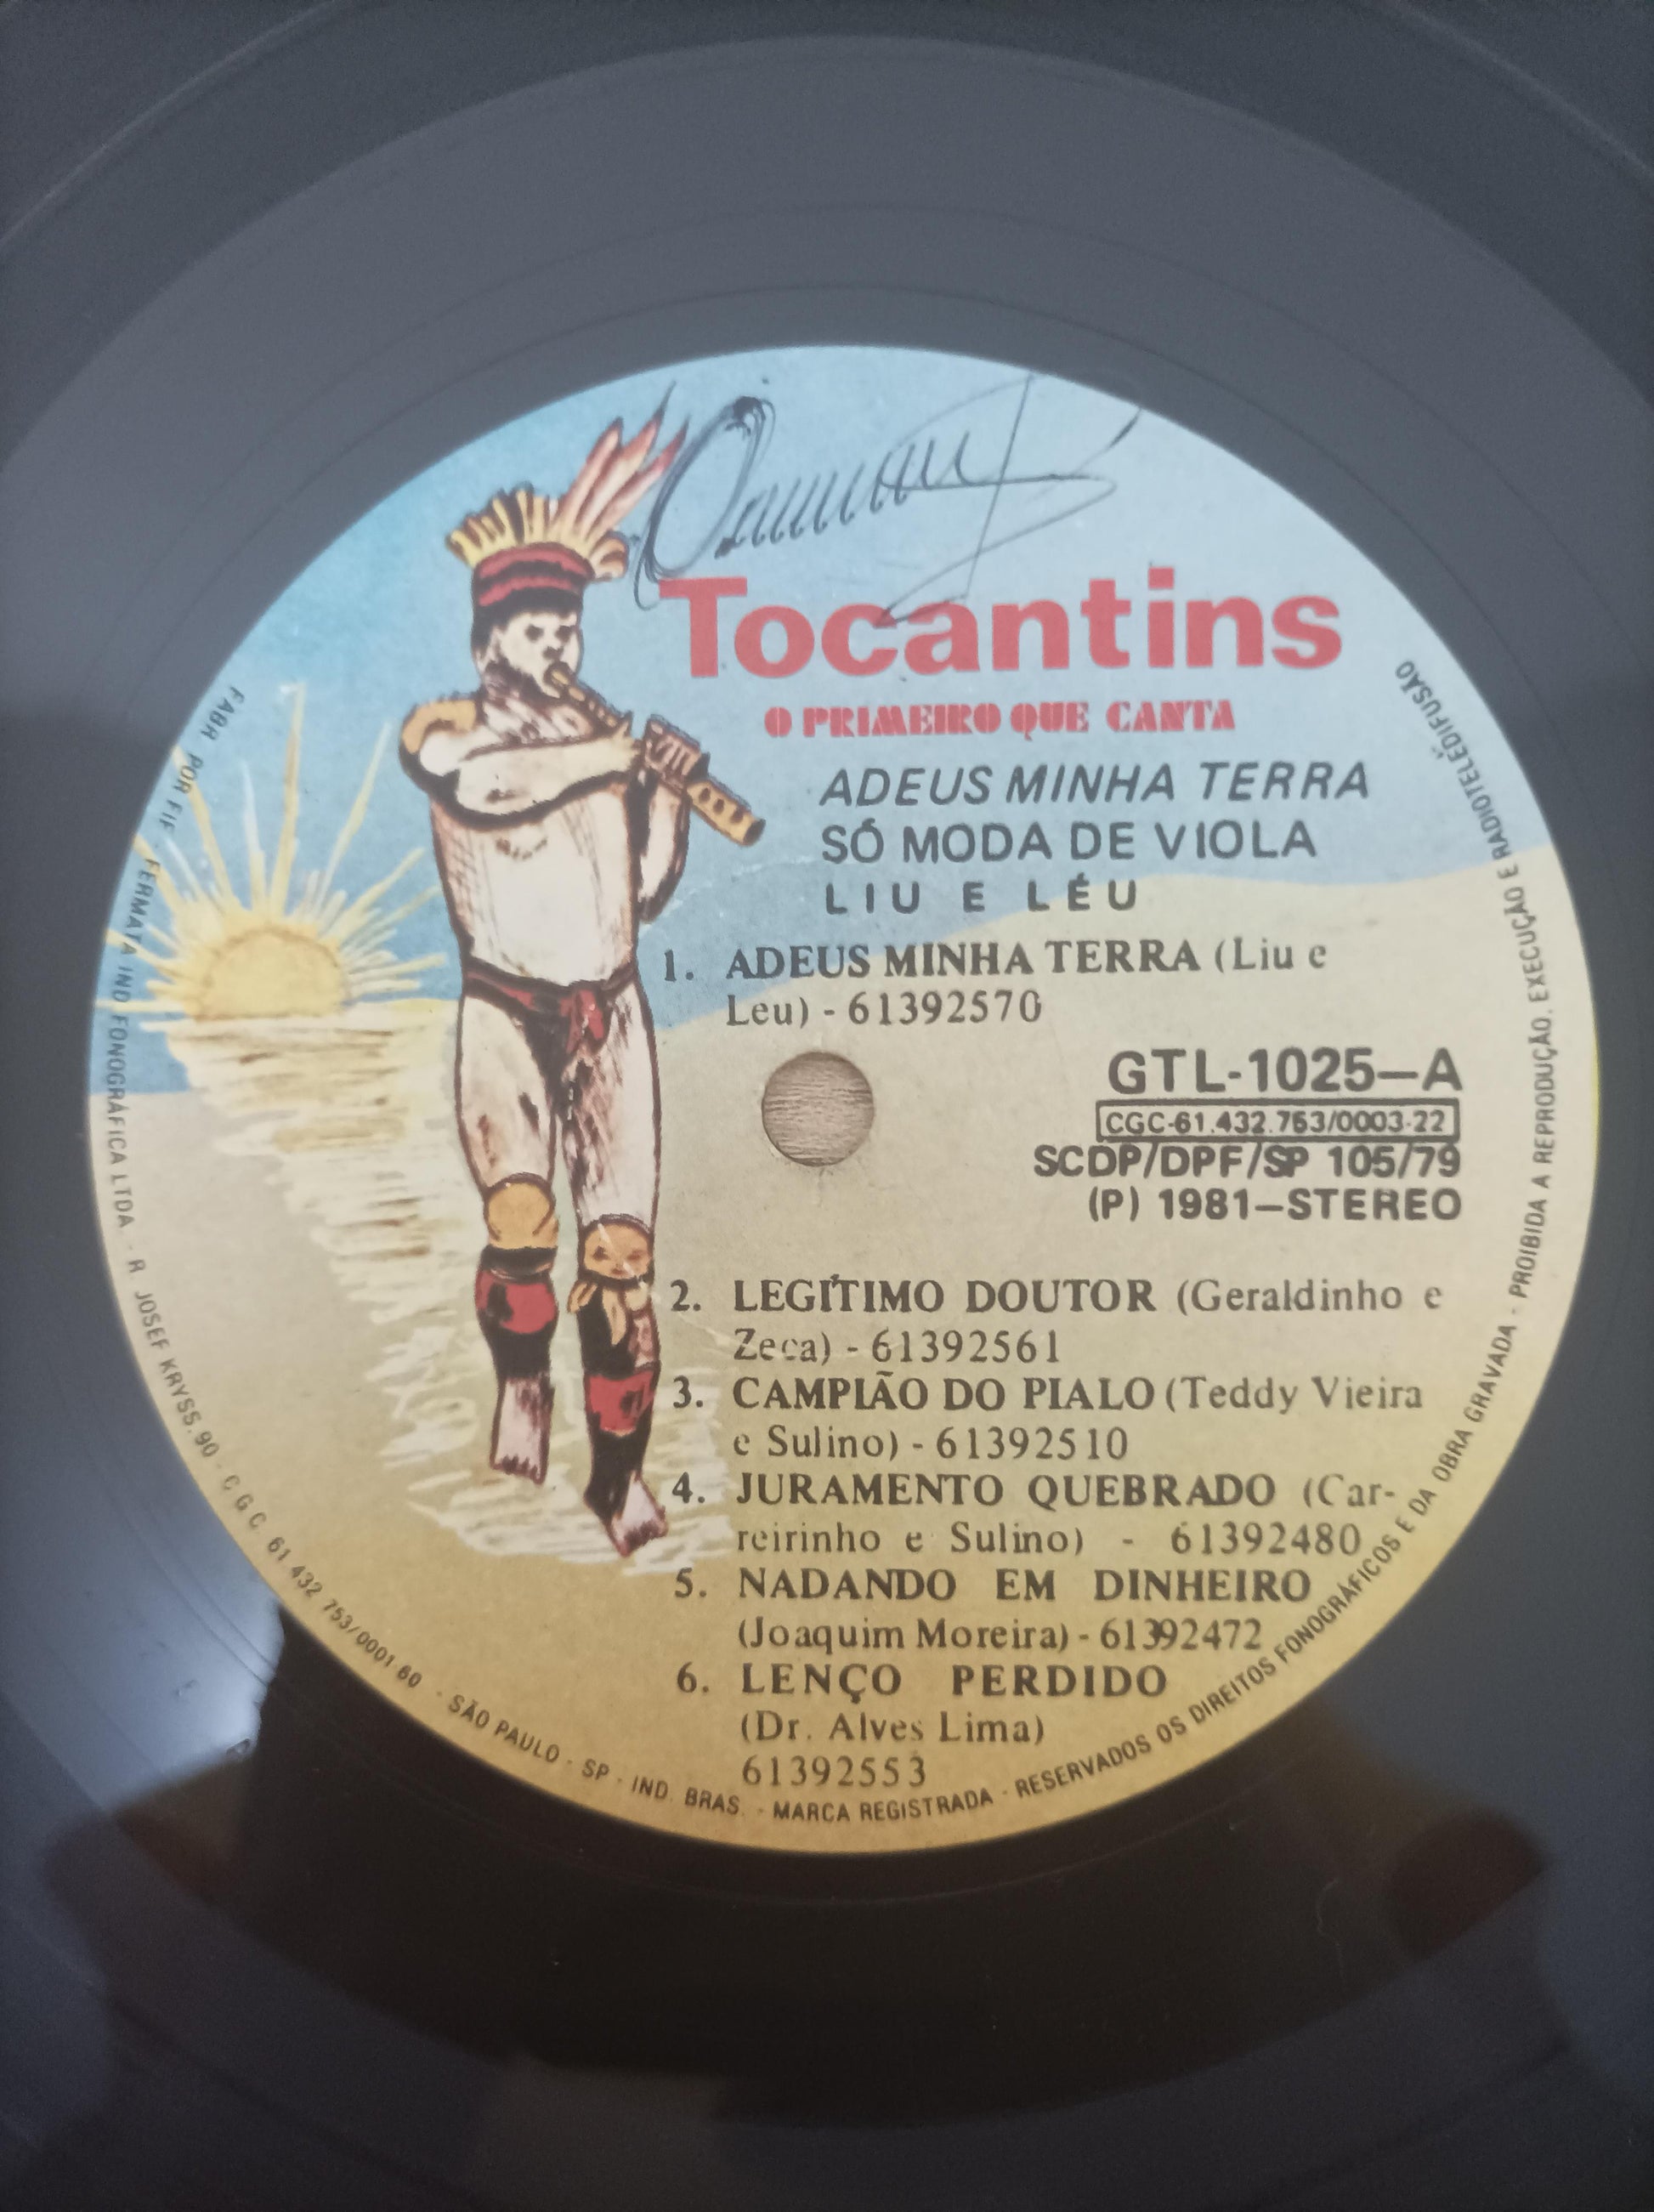 Tocantins
O PRIMEIRO QUE CANTA
ADEUS MINHA TERRA
SÓ MODA DE VIOLA
LIU E LÉU
1. ADEUS MINHA TERRA (Liu e
Leu) - 61392570
GTL-1025—A
CGC-61.432.753/0003-22
SCDP/DPF/SP 105/79
(P) 1981—STEREO
2. LEGÍTIMO DOUTOR (Geraldinho e
Zeca) - 61392561
3. CAMPIÃO DO PIALO (Teddy Vieira
e Sulino) - 61392510
4. JURAMENTO QUEBRADO (Car-
reirinho e Sulino) - 61392480
5. NADANDO EM DINHEIRO
(Joaquim Moreira) - 61392472
6. LENÇO PERDIDO
(Dr. Alves Lima)
61392553
FABR. POR FIF - FERMATA IND FONOGRÁFICA LTDA. - R JOSEF KRYSS, 90 - C G C 61 432 753/0001-60 - SÃO PAULO - SP - IND. BRAS. - MARCA REGISTRADA - RESERVADOS OS DIREITOS FONOGRÁFICOS E DA OBRA GRAVADA - PROIBIDA A REPRODUÇÃO, EXECUÇÃO E RADIOTELEDIFUSÃO